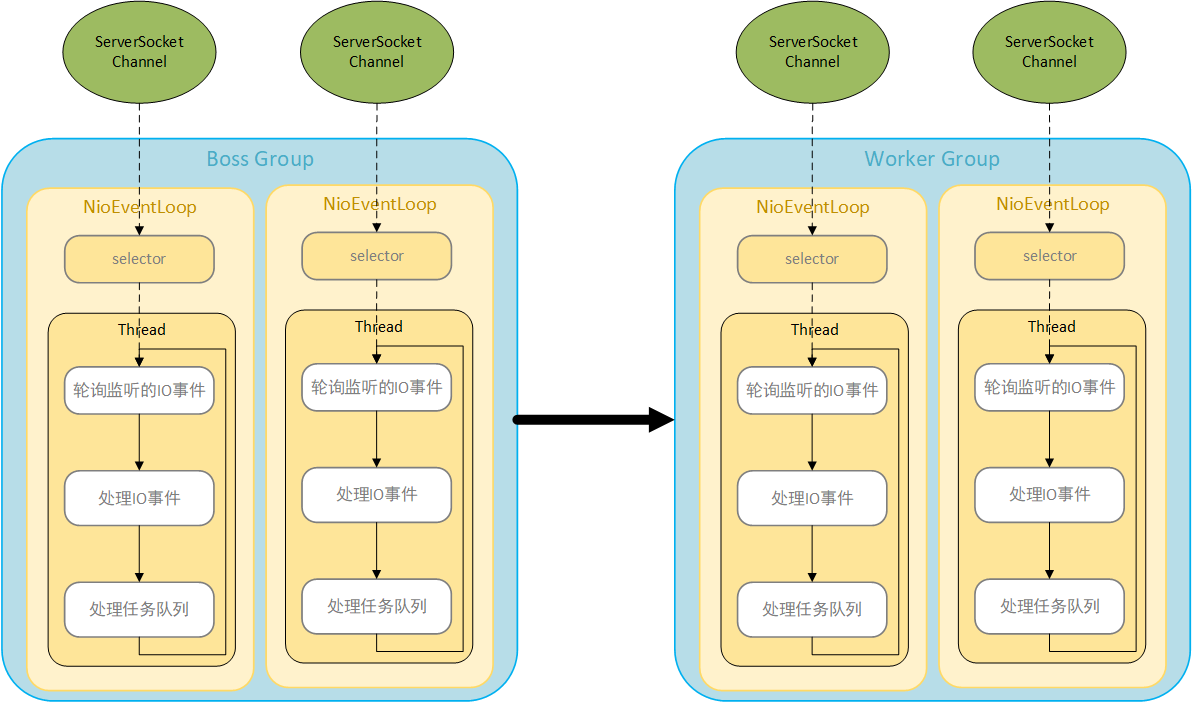 ServerSocket
Channel
ServerSocket
Channel
ServerSocket
Channel
ServerSocket
Channel
Boss Group
NioEventLoop
selector
Thread
轮询监听的IO事件
处理IO事件
处理任务队列
NioEventLoop
selector
Thread
轮询监听的IO事件
处理IO事件
处理任务队列
Worker Group
NioEventLoop
selector
Thread
轮询监听的IO事件
处理IO事件
处理任务队列
NioEventLoop
selector
Thread
轮询监听的IO事件
处理IO事件
处理任务队列